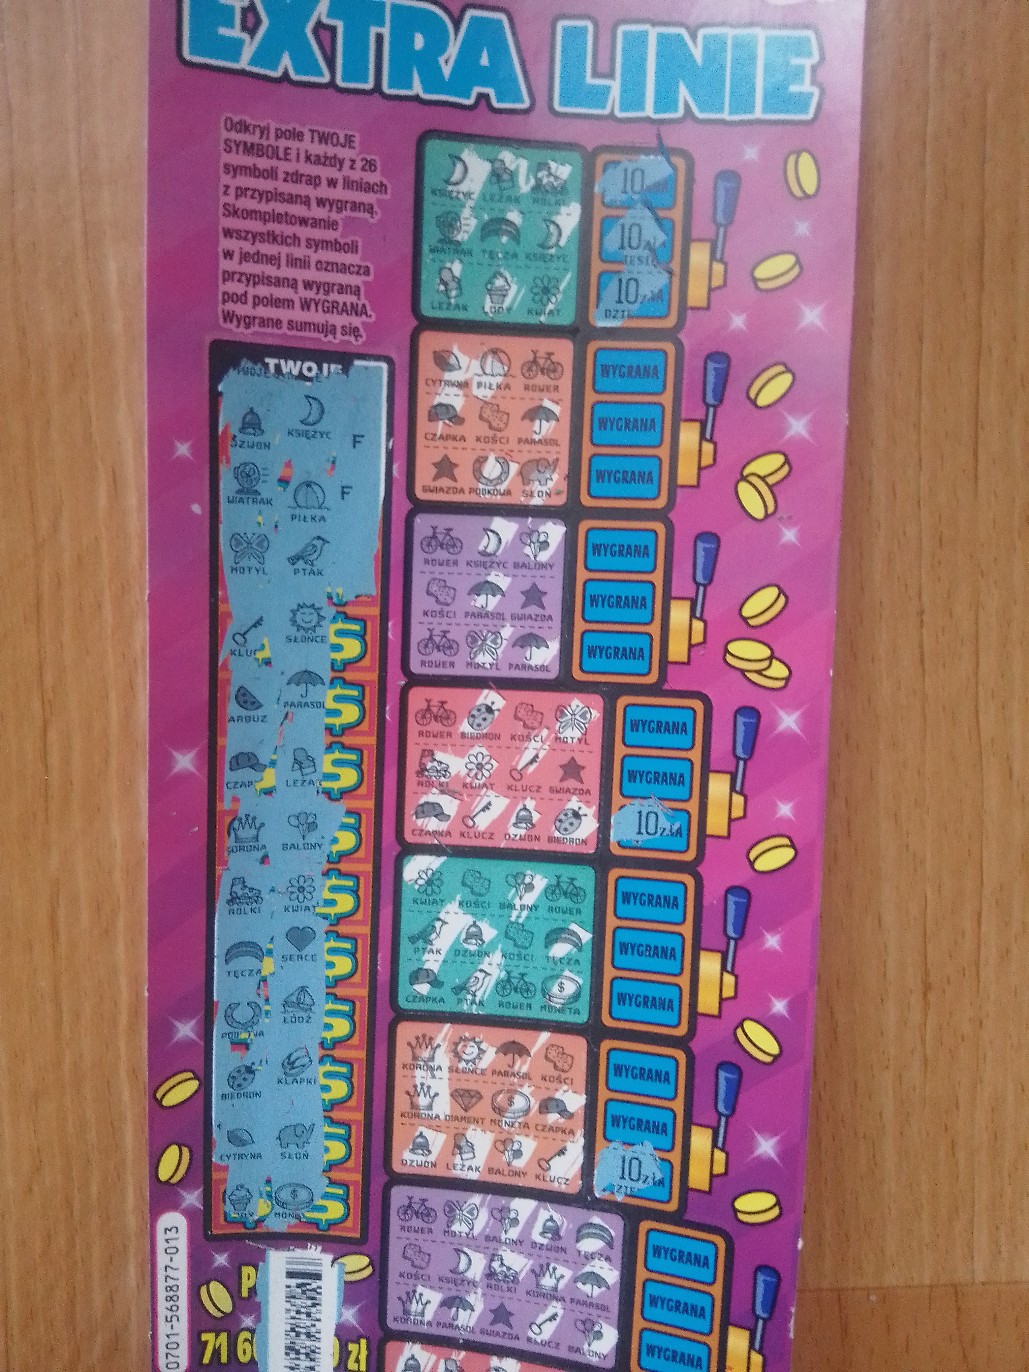 EXTRA LINIE
Odkryj pole TWOJE
SYMBOLE i każdy z 26
symboli zdrap w liniach
z przypisaną wygraną.
Skompletowanie
wszystkich symboli
w jednej linii oznacza
przypisaną wygraną
pod polem WYGRANA.
Wygrane sumują się.
TWOJE
DZWON KSIĘŻYC F
WIATRAK PIŁKA F
MOTYL PTAK
KLUCZ SŁOŃCE
ARBUZ PARASOL
CZAPKA LEŻAK
KORONA BALONY
ROLKI KWIAT
TĘCZA SERCE
PODKOWA ŁÓDŹ
BIEDRON KLAPKI
CYTRYNA SŁOŃ
MONETA
KSIĘŻYC LEŻAK ROLKI 10
WIATRAK TĘCZA KSIĘŻYC 10
LEŻAK LODY KWIAT 10 ZŁ
CYTRYNA PIŁKA ROWER WYGRANA
CZAPKA KOŚCI PARASOL WYGRANA
GWIAZDA PODKOWA SŁOŃ WYGRANA
ROWER KSIĘŻYC BALONY WYGRANA
KOŚCI PARASOL GWIAZDA WYGRANA
ROWER MOTYL PARASOL WYGRANA
ROWER BIEDRON KOŚCI MOTYL WYGRANA
ROLKI KWIAT KLUCZ GWIAZDA WYGRANA
CZAPKA KLUCZ DZWON BIEDRON 10 ZŁ
KWIAT KOŚCI BALONY ROWER WYGRANA
PTAK DZWON KOŚCI TĘCZA WYGRANA
CZAPKA PTAK ROWER MONETA WYGRANA
KORONA SŁOŃCE PARASOL KOŚCI WYGRANA
KORONA DIAMENT MONETA CZAPKA WYGRANA
DZWON LEŻAK BALONY KLUCZ 10 ZŁ
ROWER MOTYL BALONY DZWON TĘCZA WYGRANA
KOŚCI KSIĘŻYC ROLKI KORONA PARASOL WYGRANA
KORONA PARASOL GWIAZDA KLUCZ BALONY WYGRANA
0701-568877-013
71 6 0 zł